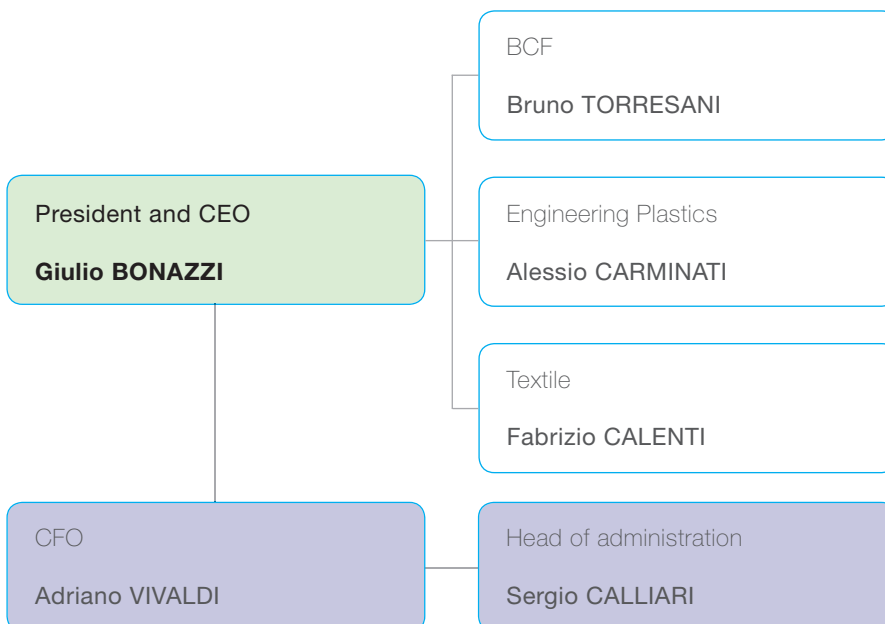 BCF
Bruno TORRESANI
President and CEO
Giulio BONAZZI
Engineering Plastics
Alessio CARMINATI
Textile
Fabrizio CALENTI
CFO
Adriano VIVALDI
Head of administration
Sergio CALLIARI